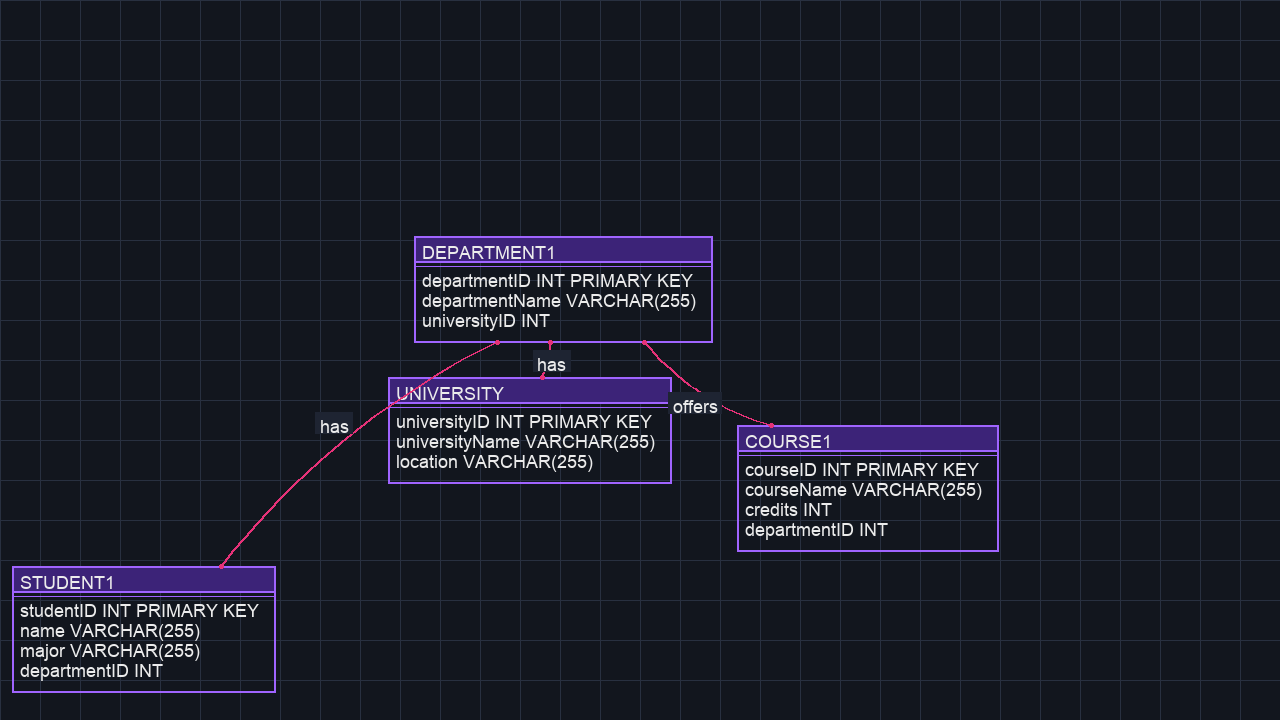 DEPARTMENT1
departmentID INT PRIMARY KEY
departmentName VARCHAR(255)
universityID INT
has
UNIVERSITY
universityID INT PRIMARY KEY
universityName VARCHAR(255)
location VARCHAR(255)
offers
has
COURSE1
courseID INT PRIMARY KEY
courseName VARCHAR(255)
credits INT
departmentID INT
STUDENT1
studentID INT PRIMARY KEY
name VARCHAR(255)
major VARCHAR(255)
departmentID INT